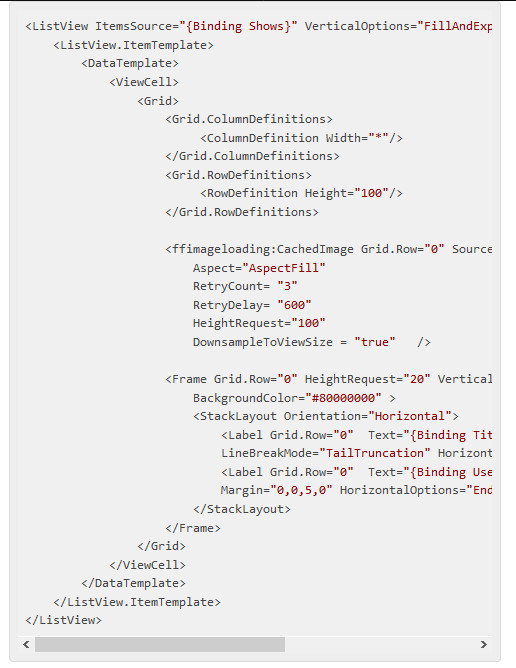 <ListView ItemsSource="{Binding Shows}" VerticalOptions="FillAndExp
<ListView.ItemTemplate>
<DataTemplate>
<ViewCell>
<Grid>
<Grid.ColumnDefinitions>
<ColumnDefinition Width="*"/>
</Grid.ColumnDefinitions>
<Grid.RowDefinitions>
<RowDefinition Height="100"/>
</Grid.RowDefinitions>
<ffimageloading:CachedImage Grid.Row="0" Source
Aspect="AspectFill"
RetryCount= "3"
RetryDelay= "600"
HeightRequest="100"
DownsampleToViewSize = "true"   />
<Frame Grid.Row="0" HeightRequest="20" Vertical
BackgroundColor="#80000000" >
<StackLayout Orientation="Horizontal">
<Label Grid.Row="0"  Text="{Binding Tit
LineBreakMode="TailTruncation" Horizont
<Label Grid.Row="0"  Text="{Binding Use
Margin="0,0,5,0" HorizontalOptions="End
</StackLayout>
</Frame>
</Grid>
</ViewCell>
</DataTemplate>
</ListView.ItemTemplate>
</ListView>